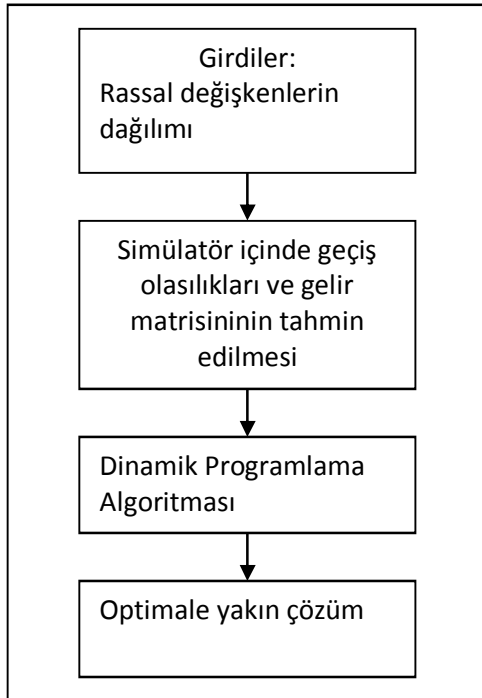 Girdiler:
Rassal değişkenlerin
dağılımı
Simülatör içinde geçiş
olasılıkları ve gelir
matrisininin tahmin
edilmesi
Dinamik Programlama
Algoritması
Optimale yakın çözüm